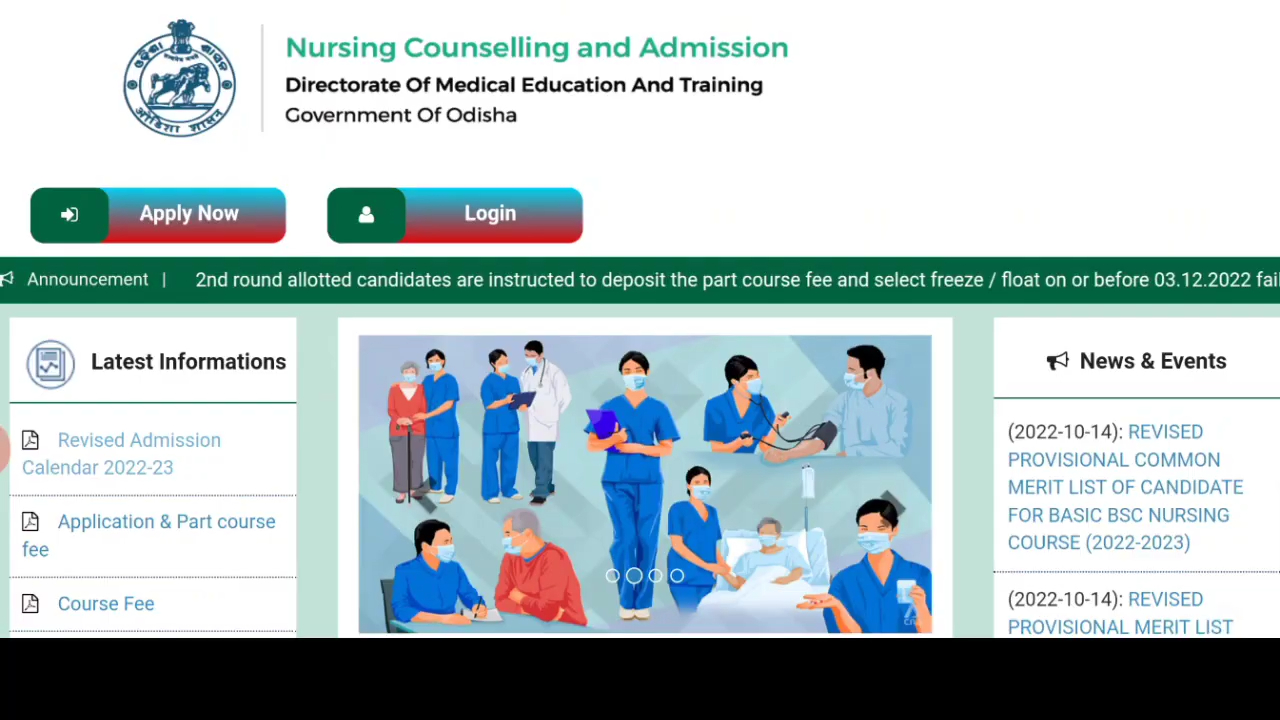 ଓଡ଼ିଶା ଶାସନ
ओडिशा शासन
Nursing Counselling and Admission
Directorate Of Medical Education And Training
Government Of Odisha
Apply Now
Login
Announcement | 2nd round allotted candidates are instructed to deposit the part course fee and select freeze / float on or before 03.12.2022
Latest Informations
Revised Admission
Calendar 2022-23
Application & Part course
fee
Course Fee
News & Events
(2022-10-14): REVISED
PROVISIONAL COMMON
MERIT LIST OF CANDIDATE
FOR BASIC BSC NURSING
COURSE (2022-2023)
(2022-10-14): REVISED
PROVISIONAL MERIT LIST